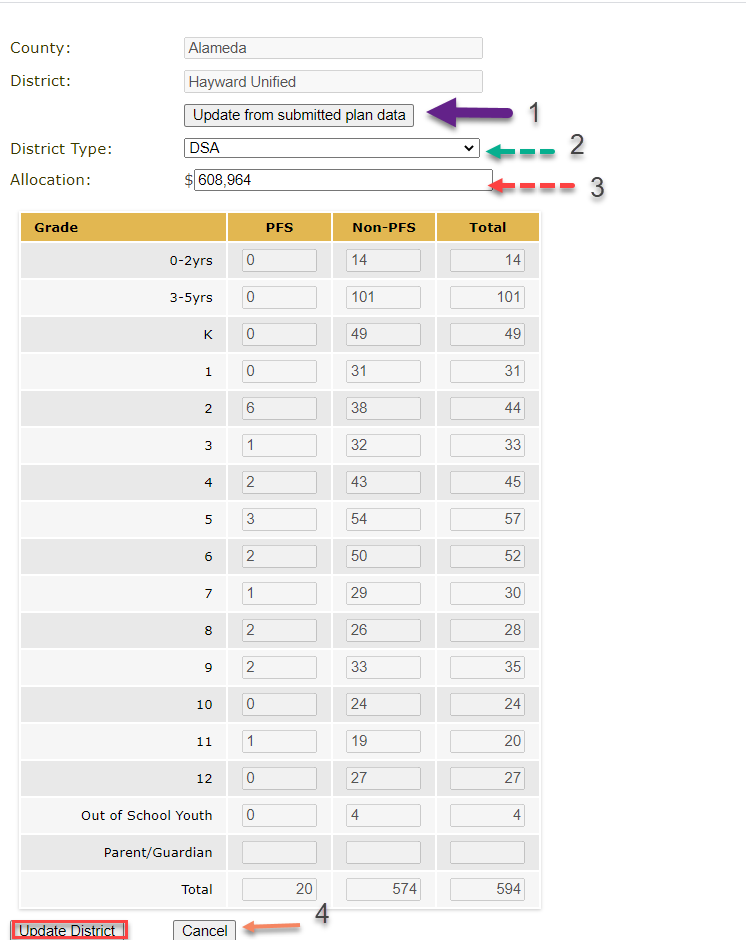 County: Alameda
District: Hayward Unified
Update from submitted plan data 1
District Type: DSA 2
Allocation: $ 608,964 3
Grade PFS Non-PFS Total
0-2yrs 0 14 14
3-5yrs 0 101 101
K 0 49 49
1 0 31 31
2 6 38 44
3 1 32 33
4 2 43 45
5 3 54 57
6 2 50 52
7 1 29 30
8 2 26 28
9 2 33 35
10 0 24 24
11 1 19 20
12 0 27 27
Out of School Youth 0 4 4
Parent/Guardian
Total 20 574 594
Update District Cancel 4